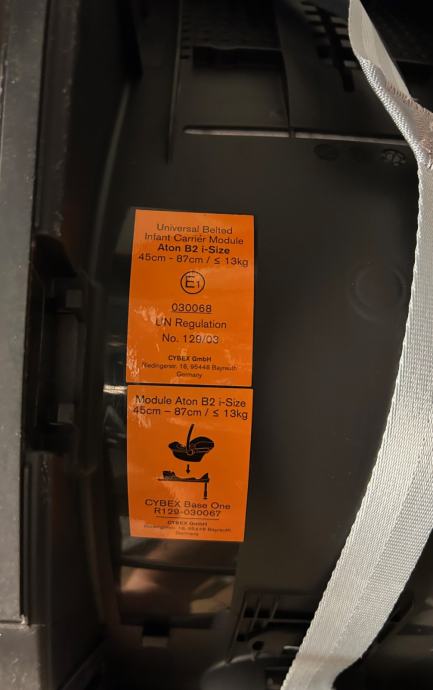 Universal Belted
Infant Carrier Module
Aton B2 i-Size
45cm - 87cm / ≤ 13kg
E1
030068
UN Regulation
No. 129/03
CYBEX GmbH
Riedingerstr. 18, 95448 Bayreuth
Germany
Module Aton B2 i-Size
45cm – 87cm / ≤ 13kg
CYBEX Base One
R129-030067
CYBEX GmbH
Riedingerstr. 18, 95448 Bayreuth
Germany